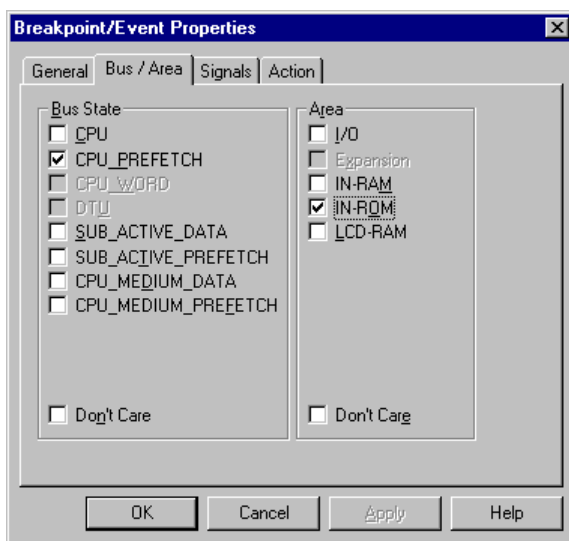 Breakpoint/Event Properties
General Bus / Area Signals Action
Bus State
CPU
CPU_PREFETCH
CPU_WORD
DTU
SUB_ACTIVE_DATA
SUB_ACTIVE_PREFETCH
CPU_MEDIUM_DATA
CPU_MEDIUM_PREFETCH
Don't Care
Area
I/O
Expansion
IN-RAM
IN-ROM
LCD-RAM
Don't Care
OK Cancel Apply Help